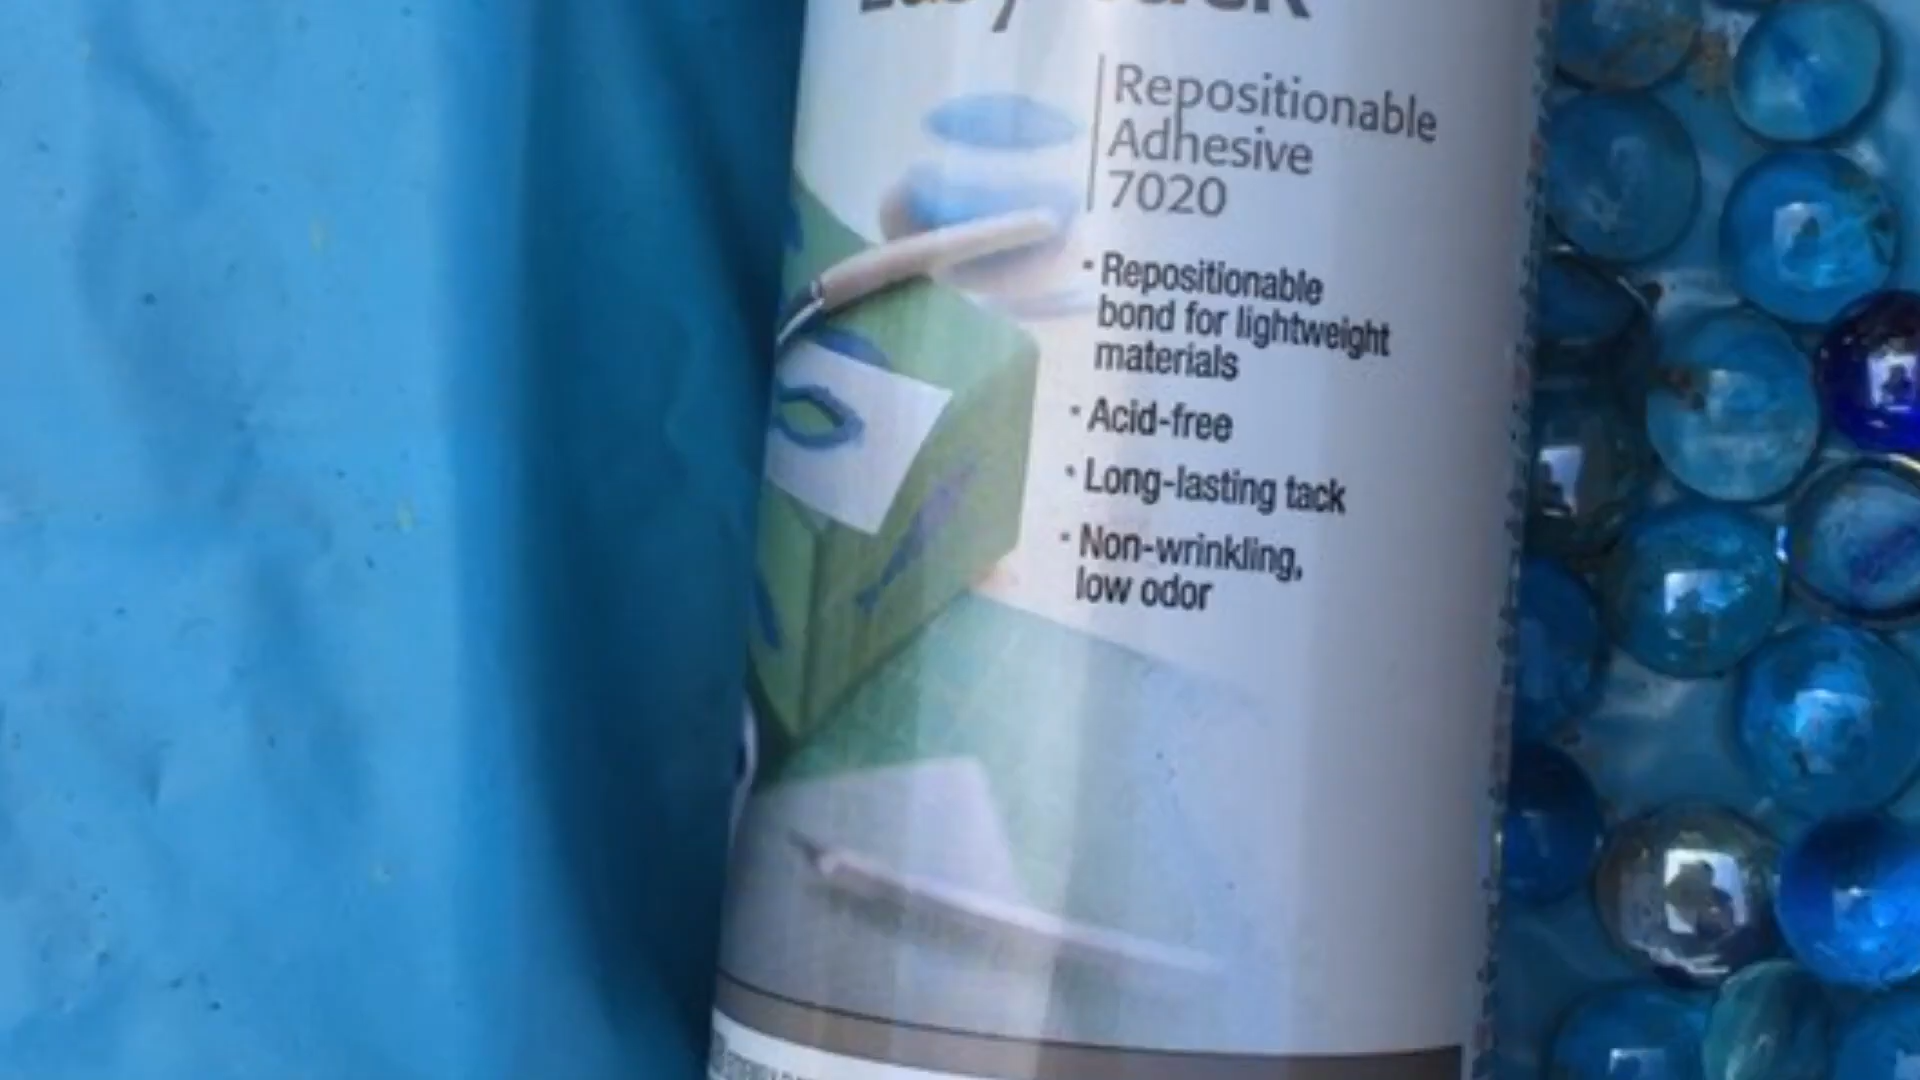 Repositionable
Adhesive
7020
· Repositionable
bond for lightweight
materials
· Acid-free
· Long-lasting tack
· Non-wrinkling,
low odor